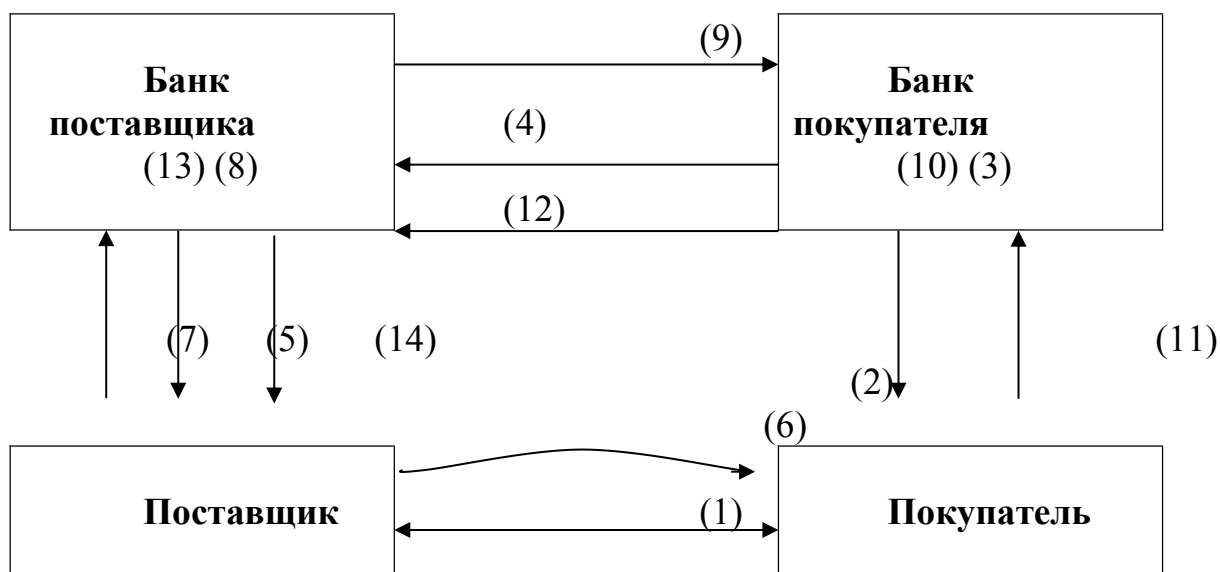 (9)
Банк
поставщика
(13) (8)
(4)
(12)
Банк
покупателя
(10) (3)
(7) (5) (14)
(2)
(11)
(6)
Поставщик
(1)
Покупатель